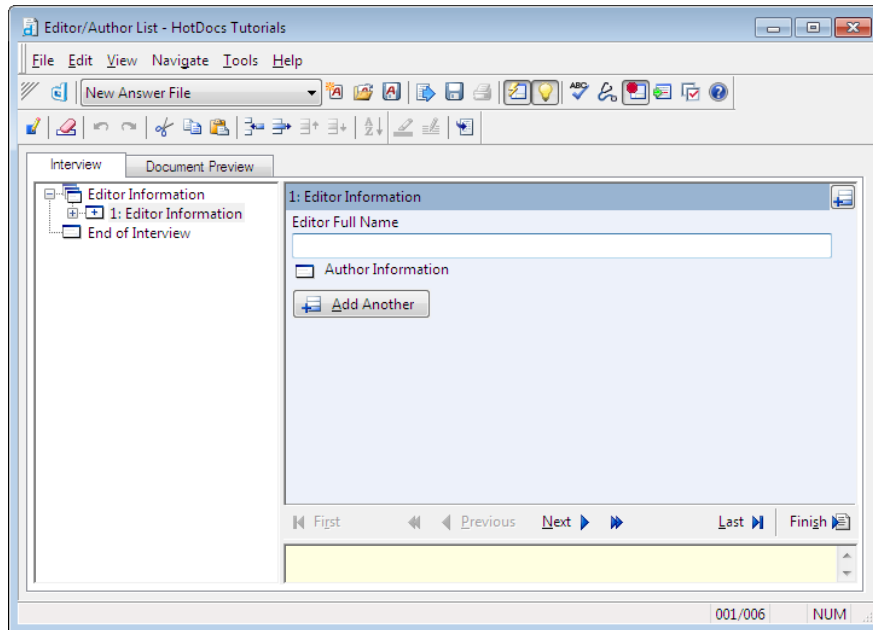 Editor/Author List - HotDocs Tutorials
File Edit View Navigate Tools Help
New Answer File
ABC
Interview Document Preview
Editor Information
1: Editor Information
End of Interview
1: Editor Information
Editor Full Name
Author Information
Add Another
First Previous Next Last Finish
001/006 NUM